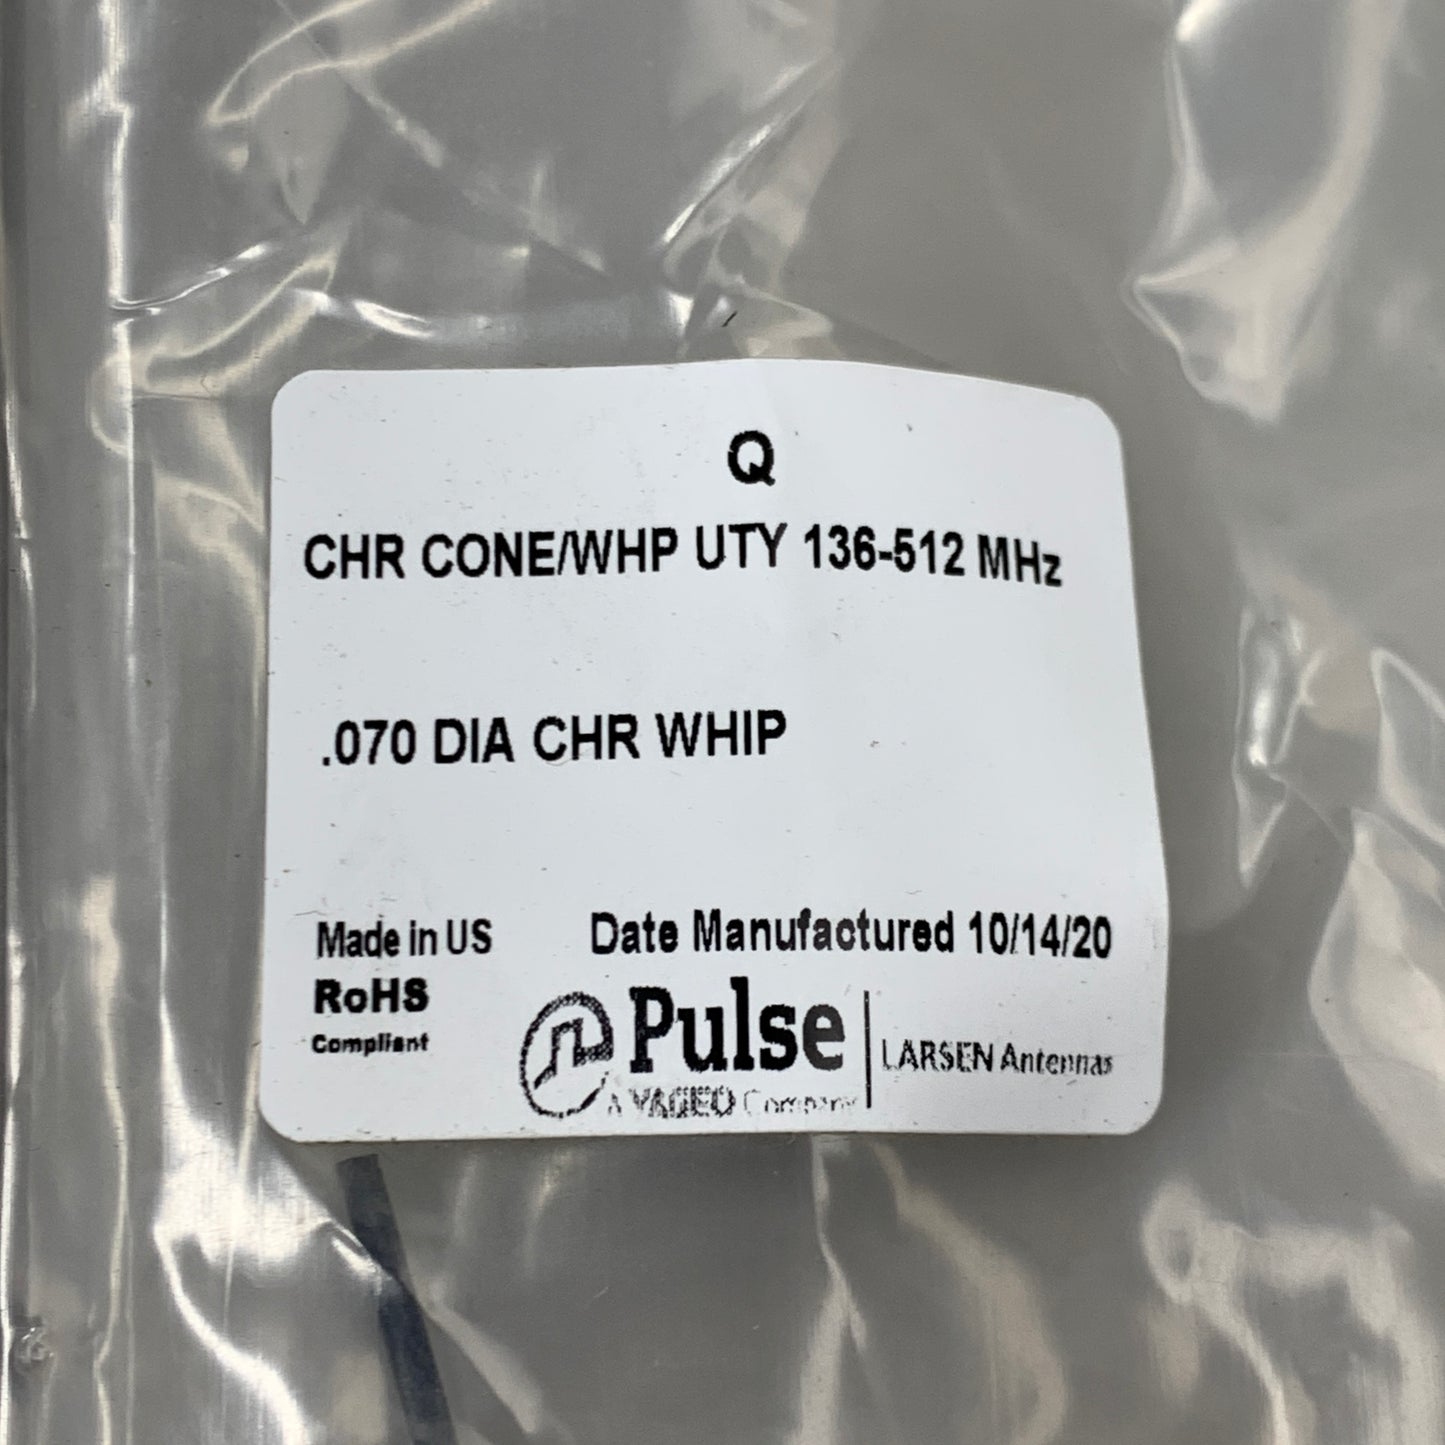 Q
CHR CONE/WHP UTY 136-512 MHz
.070 DIA CHR WHIP
Made in US
Date Manufactured 10/14/20
RoHS
Compliant
Pulse
LARSEN Antennas
A YAGEO Company